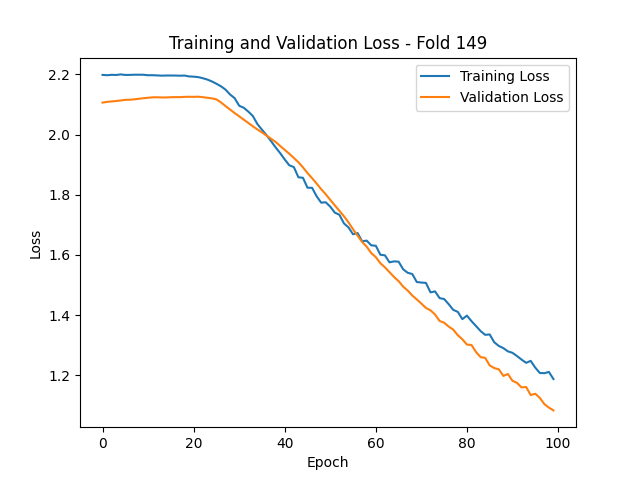 Training and Validation Loss - Fold 149
Training Loss
Validation Loss
Loss
2.2
2.0
1.8
1.6
1.4
1.2
0 20 40 60 80 100
Epoch